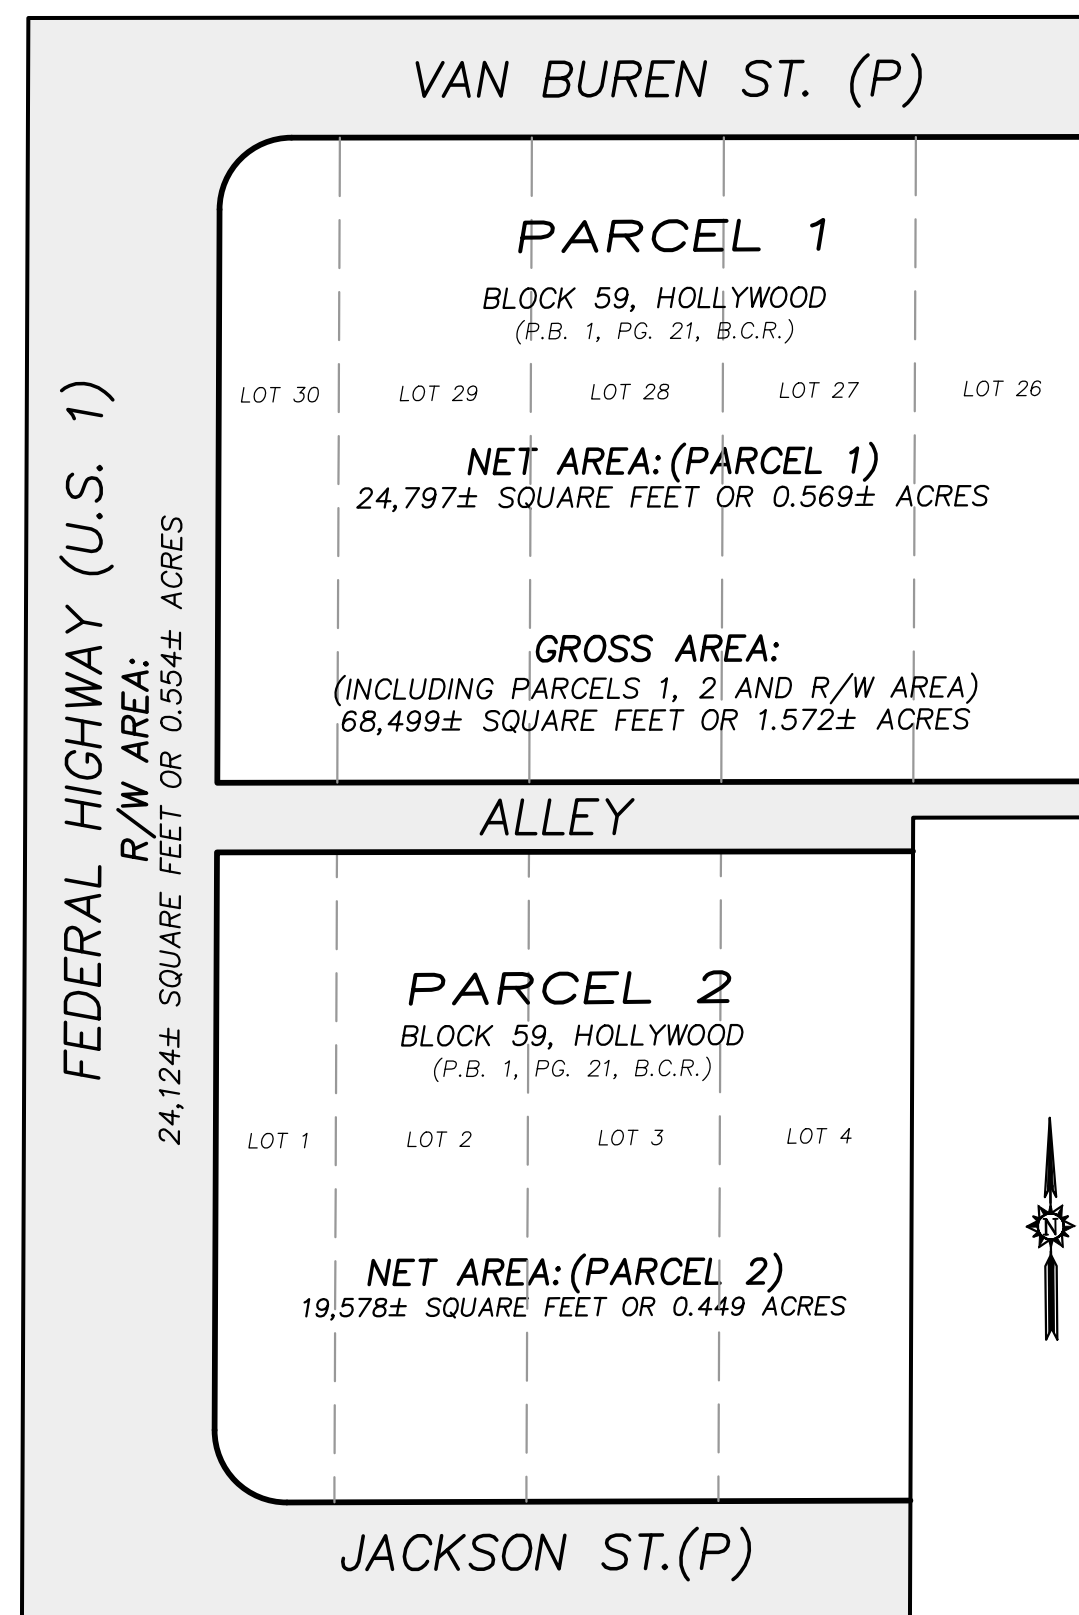 VAN BUREN ST. (P)
PARCEL 1
BLOCK 59, HOLLYWOOD
(P.B. 1, PG. 21, B.C.R.)
LOT 30 LOT 29 LOT 28 LOT 27 LOT 26
NET AREA: (PARCEL 1)
24,797± SQUARE FEET OR 0.569± ACRES
GROSS AREA:
(INCLUDING PARCELS 1, 2 AND R/W AREA)
68,499± SQUARE FEET OR 1.572± ACRES
FEDERAL HIGHWAY (U.S. 1)
R/W AREA:
24,124± SQUARE FEET OR 0.554± ACRES
ALLEY
PARCEL 2
BLOCK 59, HOLLYWOOD
(P.B. 1, PG. 21, B.C.R.)
LOT 1 LOT 2 LOT 3 LOT 4
N
NET AREA: (PARCEL 2)
19,578± SQUARE FEET OR 0.449 ACRES
JACKSON ST.(P)